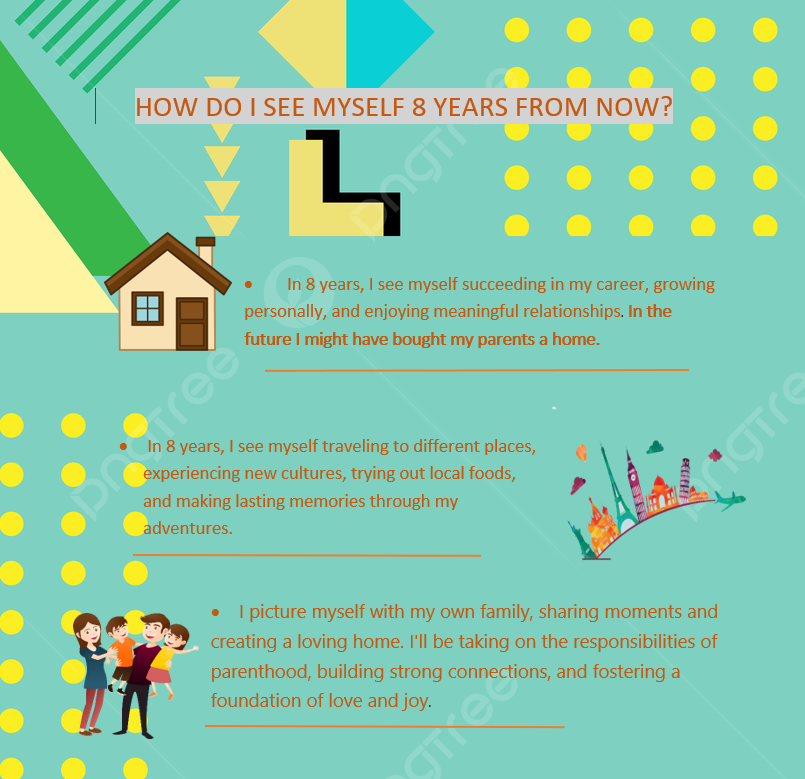 HOW DO I SEE MYSELF 8 YEARS FROM NOW?
• In 8 years, I see myself succeeding in my career, growing
personally, and enjoying meaningful relationships. In the
future I might have bought my parents a home.
• In 8 years, I see myself traveling to different places,
experiencing new cultures, trying out local foods,
and making lasting memories through my
adventures.
• I picture myself with my own family, sharing moments and
creating a loving home. I'll be taking on the responsibilities of
parenthood, building strong connections, and fostering a
foundation of love and joy.
pngtree
pngtree
pngtree
pngtree